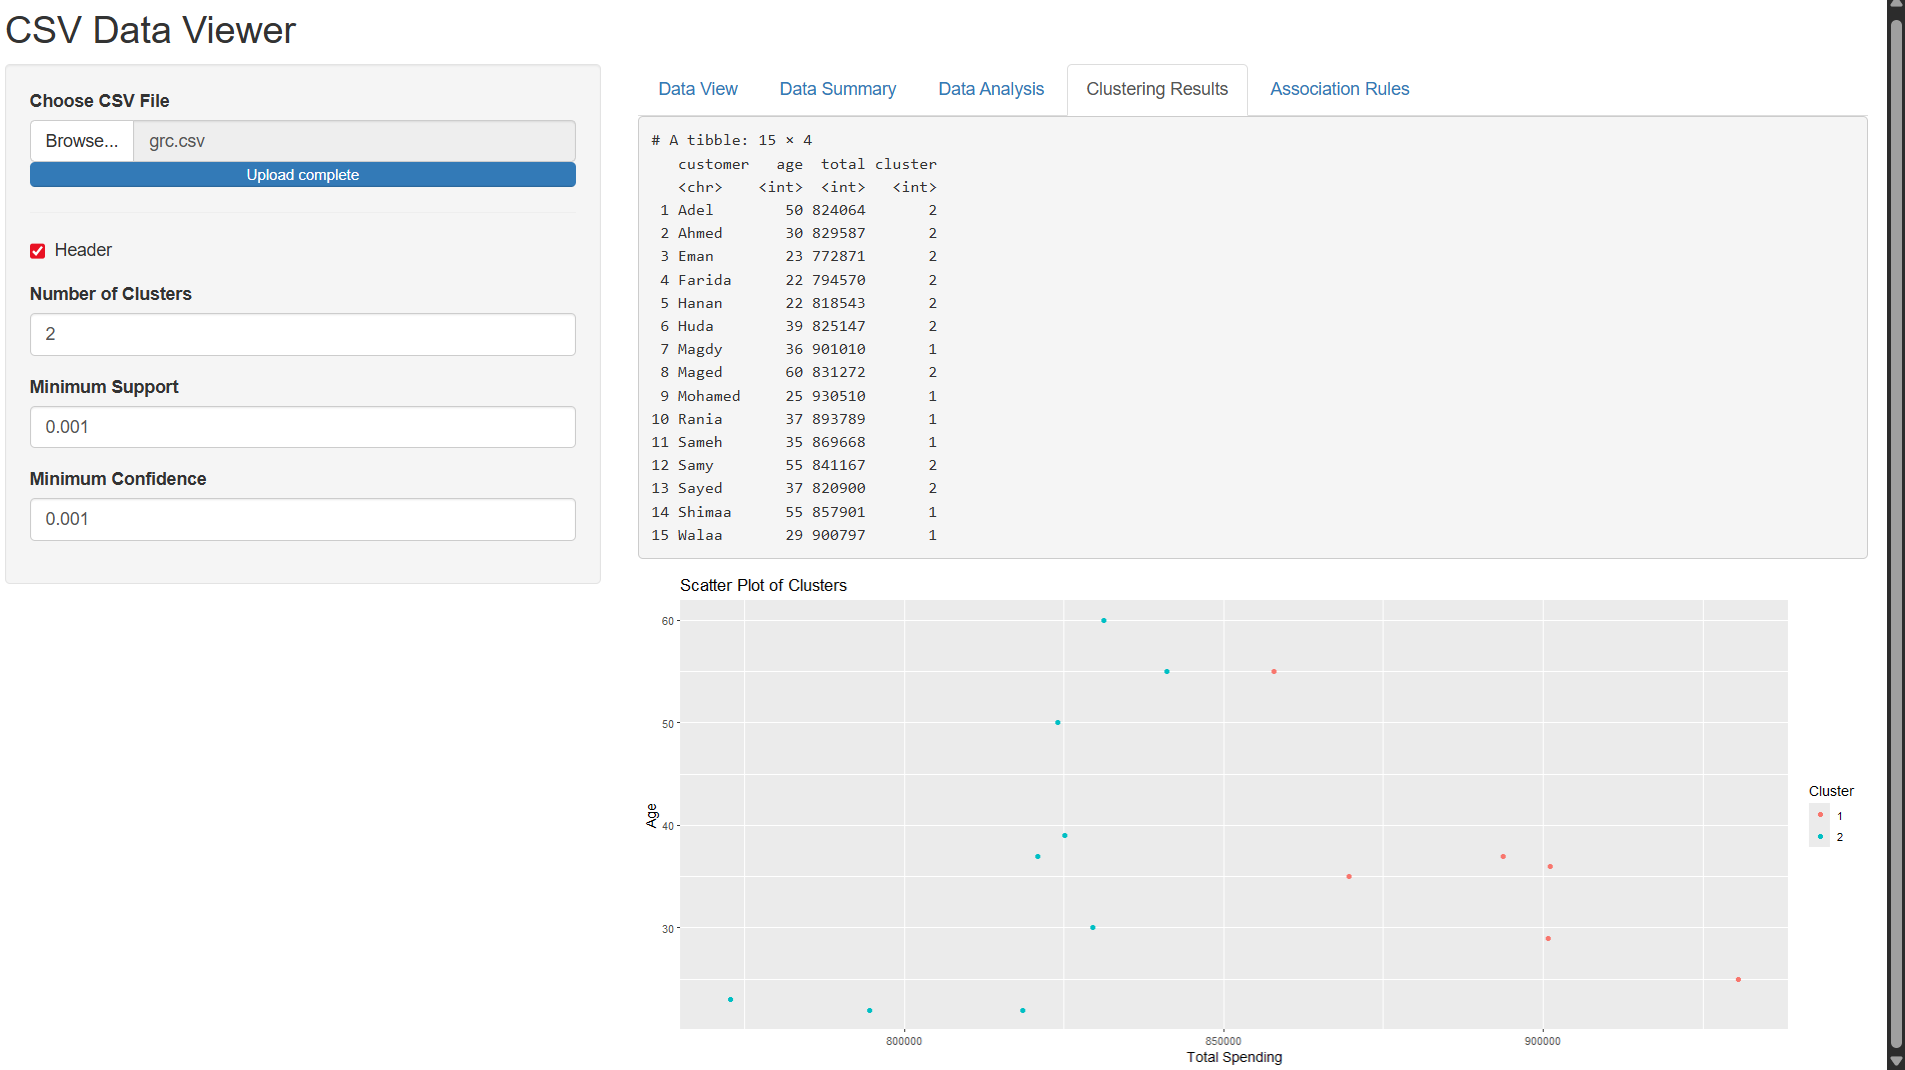 CSV Data Viewer
Choose CSV File
Browse... grc.csv
Upload complete
Header
Number of Clusters
2
Minimum Support
0.001
Minimum Confidence
0.001
Data View Data Summary Data Analysis Clustering Results Association Rules
# A tibble: 15 × 4
customer age total cluster
<chr> <int> <int> <int>
1 Adel 50 824064 2
2 Ahmed 30 829587 2
3 Eman 23 772871 2
4 Farida 22 794570 2
5 Hanan 22 818543 2
6 Huda 39 825147 2
7 Magdy 36 901010 1
8 Maged 60 831272 2
9 Mohamed 25 930510 1
10 Rania 37 893789 1
11 Sameh 35 869668 1
12 Samy 55 841167 2
13 Sayed 37 820900 2
14 Shimaa 55 857901 1
15 Walaa 29 900797 1
Scatter Plot of Clusters
60
50
40
30
Age
800000 850000 900000
Total Spending
Cluster
1
2